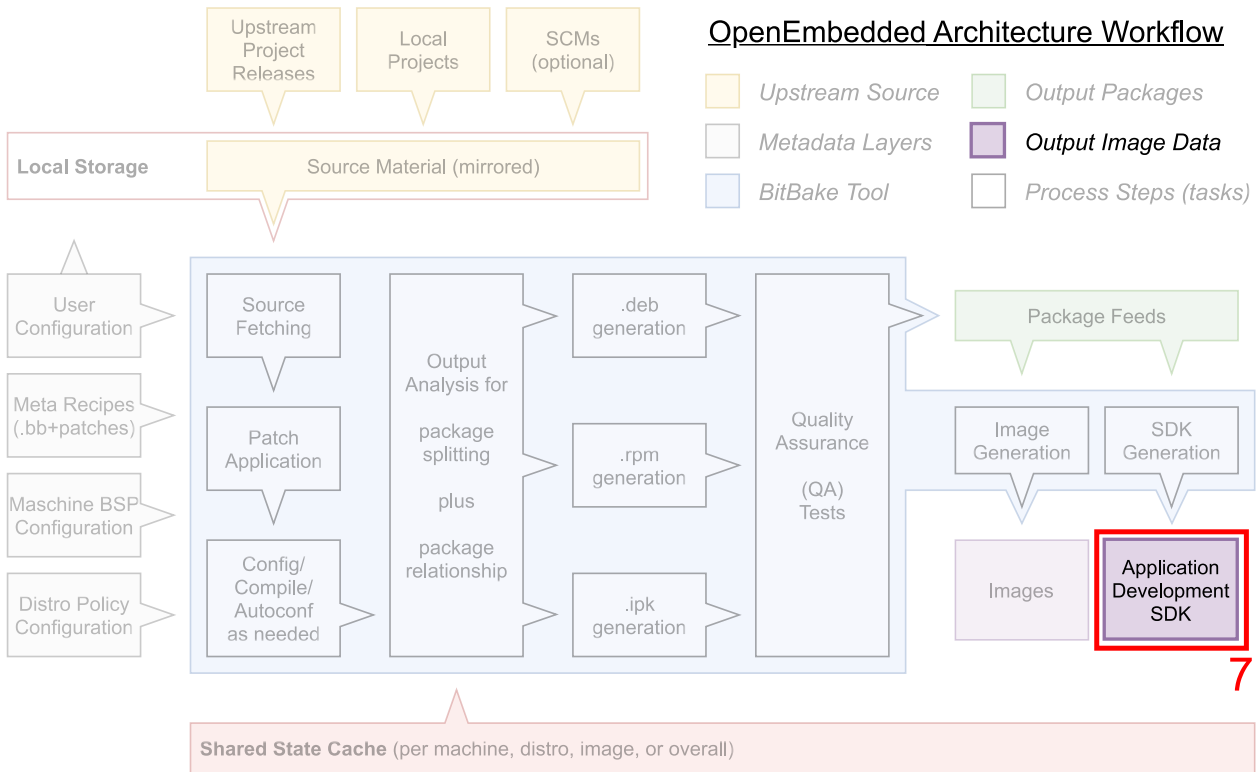 OpenEmbedded Architecture Workflow
Upstream
Project
Releases
Local
Projects
SCMs
(optional)
Upstream Source
Output Packages
Metadata Layers
Output Image Data
BitBake Tool
Process Steps (tasks)
Local Storage
Source Material (mirrored)
User
Configuration
Meta Recipes
(.bb+patches)
Maschine BSP
Configuration
Distro Policy
Configuration
Source
Fetching
Patch
Application
Config/
Compile/
Autoconf
as needed
Output
Analysis for
package
splitting
plus
package
relationship
.deb
generation
.rpm
generation
.ipk
generation
Quality
Assurance
(QA)
Tests
Package Feeds
Image
Generation
SDK
Generation
Images
Application
Development
SDK
7
Shared State Cache (per machine, distro, image, or overall)